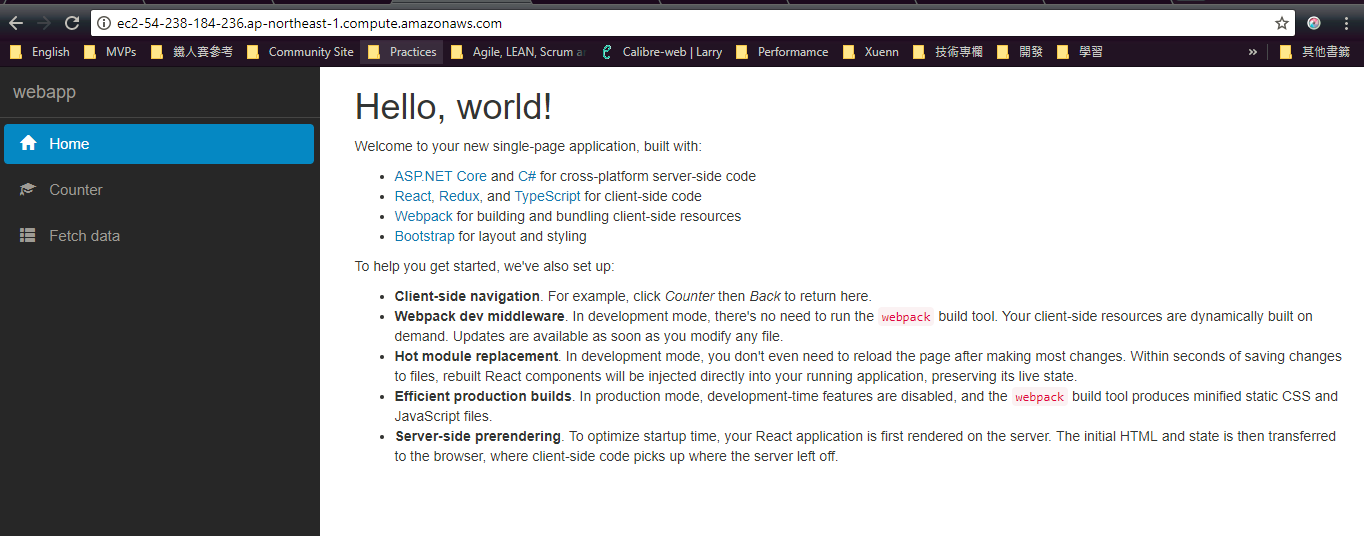 ec2-54-238-184-236.ap-northeast-1.compute.amazonaws.com
English MVPs 鐵人賽參考 Community Site Practices Agile, LEAN, Scrum Calibre-web | Larry Performamce Xuenn 技術專欄 開發 學習 » 其他書籤
webapp
Home
Counter
Fetch data
Hello, world!
Welcome to your new single-page application, built with:
• ASP.NET Core and C# for cross-platform server-side code
• React, Redux, and TypeScript for client-side code
• Webpack for building and bundling client-side resources
• Bootstrap for layout and styling
To help you get started, we've also set up:
• Client-side navigation. For example, click Counter then Back to return here.
• Webpack dev middleware. In development mode, there's no need to run the webpack build tool. Your client-side resources are dynamically built on
demand. Updates are available as soon as you modify any file.
• Hot module replacement. In development mode, you don't even need to reload the page after making most changes. Within seconds of saving changes
to files, rebuilt React components will be injected directly into your running application, preserving its live state.
• Efficient production builds. In production mode, development-time features are disabled, and the webpack build tool produces minified static CSS and
JavaScript files.
• Server-side prerendering. To optimize startup time, your React application is first rendered on the server. The initial HTML and state is then transferred
to the browser, where client-side code picks up where the server left off.